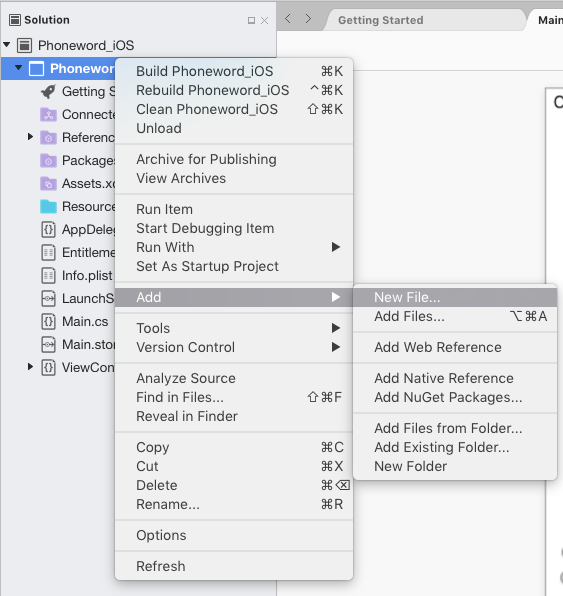 Solution
Getting Started
Main
Phoneword_iOS
Phoneword
Getting S
Connecte
Reference
Packages
Assets.xc
Resource
AppDeleg
Entitleme
Info.plist
LaunchS
Main.cs
Main.stor
ViewCon
Build Phoneword_iOS ⌘K
Rebuild Phoneword_iOS ^⌘K
Clean Phoneword_iOS ⇧⌘K
Unload
Archive for Publishing
View Archives
Run Item
Start Debugging Item
Run With
Set As Startup Project
Add
Tools
Version Control
Analyze Source
Find in Files... ⇧⌘F
Reveal in Finder
Copy ⌘C
Cut ⌘X
Delete ⌘⌫
Rename... ⌘R
Options
Refresh
New File...
Add Files... ⌥⌘A
Add Web Reference
Add Native Reference
Add NuGet Packages...
Add Files from Folder...
Add Existing Folder...
New Folder